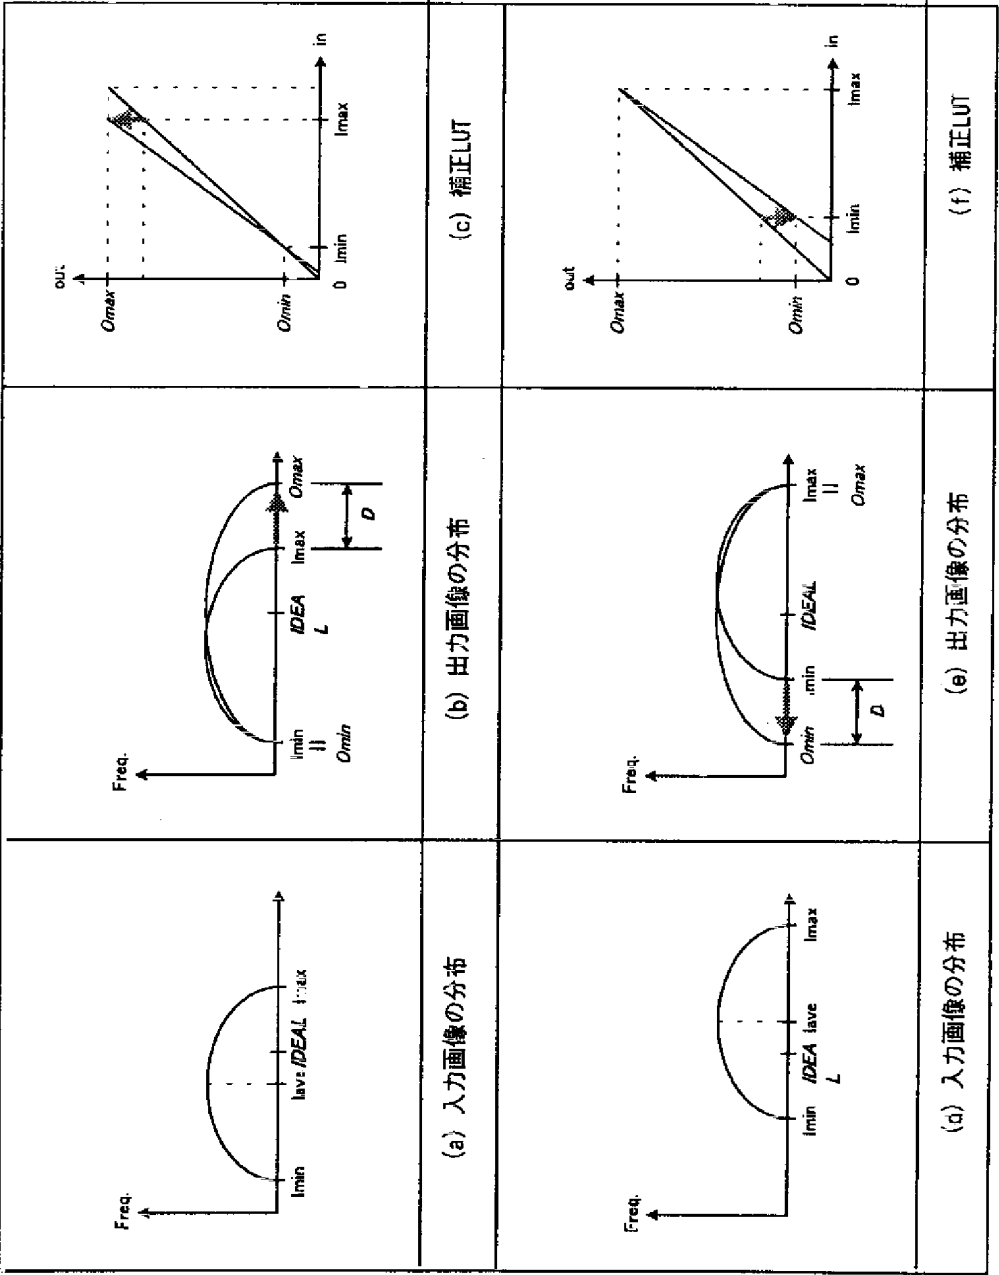 Freq.
Imin
Iave
IDEAL
Imax
(a) 入力画像の分布
Freq.
Imin
||
Omin
IDEA
L
Imax
Omax
D
(b) 出力画像の分布
out
Omax
Omin
0
Imin
Imax
in
(c) 補正LUT
Freq.
Imin
IDEA
L
Iave
Imax
(d) 入力画像の分布
Freq.
Omin
min
IDEAL
Imax
||
Omax
D
(e) 出力画像の分布
out
Omax
Omin
0
Imin
Imax
in
(f) 補正LUT